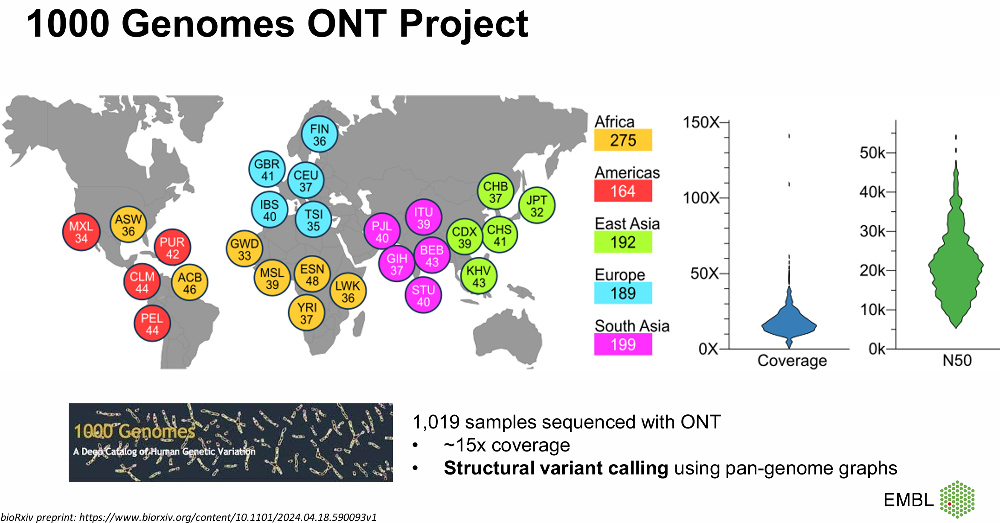 1000 Genomes ONT Project
FIN
36
GBR
41
CEU
37
IBS
40
TSI
35
MXL
34
ASW
36
PUR
42
CLM
44
ACB
46
PEL
44
GWD
33
MSL
39
ESN
48
LWK
36
YRI
37
PJL
40
ITU
39
GIH
37
BEB
43
STU
40
CHB
37
JPT
32
CDX
39
CHS
41
KHV
43
Africa
275
Americas
164
East Asia
192
Europe
189
South Asia
199
150X
100X
50X
0X
Coverage
50k
40k
30k
20k
10k
0k
N50
1000 Genomes
A Deep Catalog of Human Genetic Variation
1,019 samples sequenced with ONT
• ~15x coverage
• Structural variant calling using pan-genome graphs
EMBL
bioRxiv preprint: https://www.biorxiv.org/content/10.1101/2024.04.18.590093v1